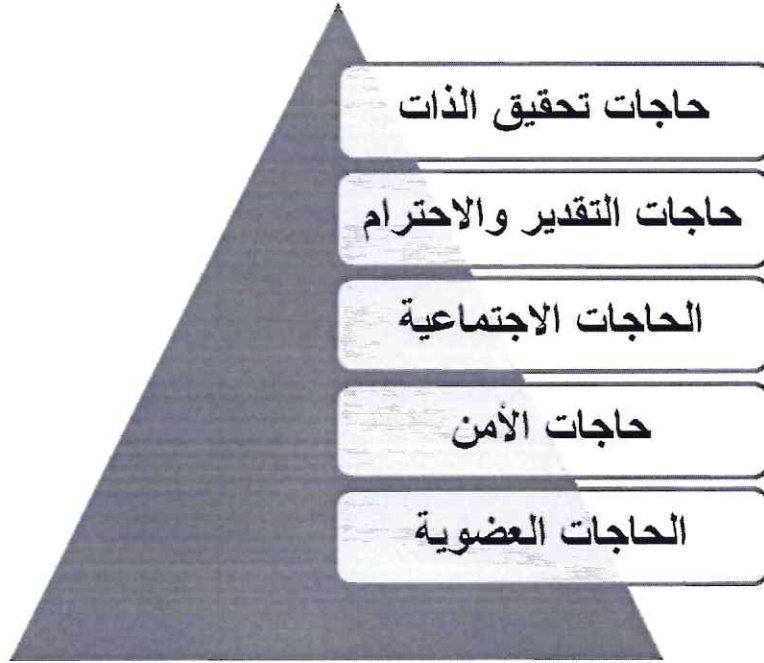 حاجات تحقيق الذات
حاجات التقدير والاحترام
الحاجات الاجتماعية
حاجات الأمن
الحاجات العضوية